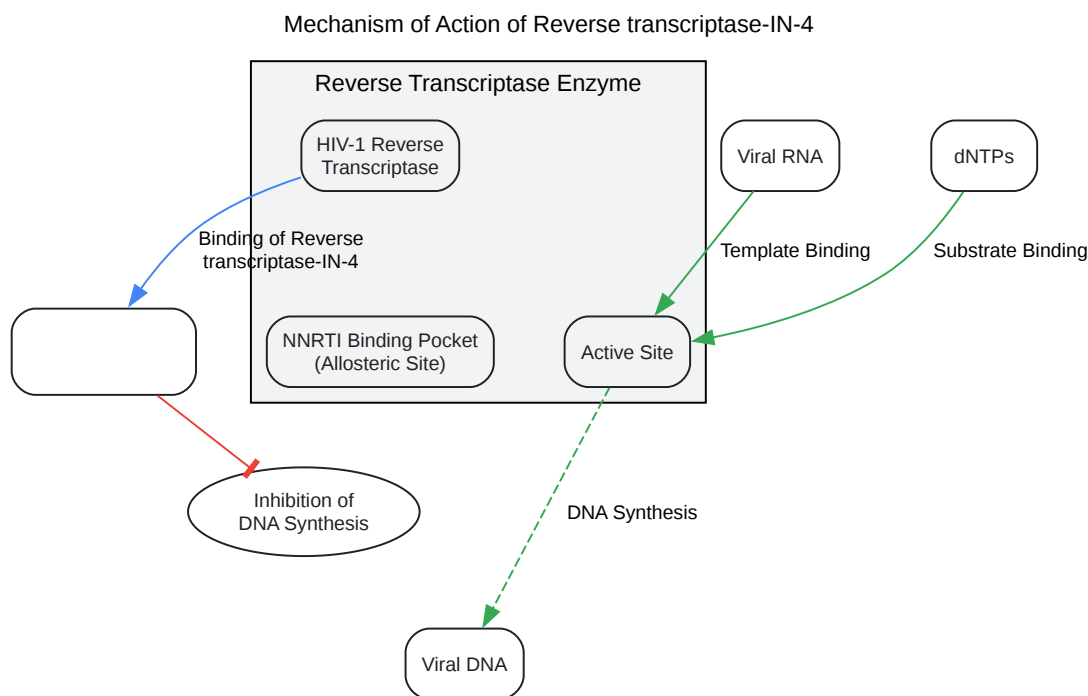 Mechanism of Action of Reverse transcriptase-IN-4
Reverse Transcriptase Enzyme
HIV-1 Reverse
Transcriptase
Viral RNA
dNTPs
Binding of Reverse
transcriptase-IN-4
Template Binding
Substrate Binding
NNRTI Binding Pocket
(Allosteric Site)
Active Site
Inhibition of
DNA Synthesis
DNA Synthesis
Viral DNA